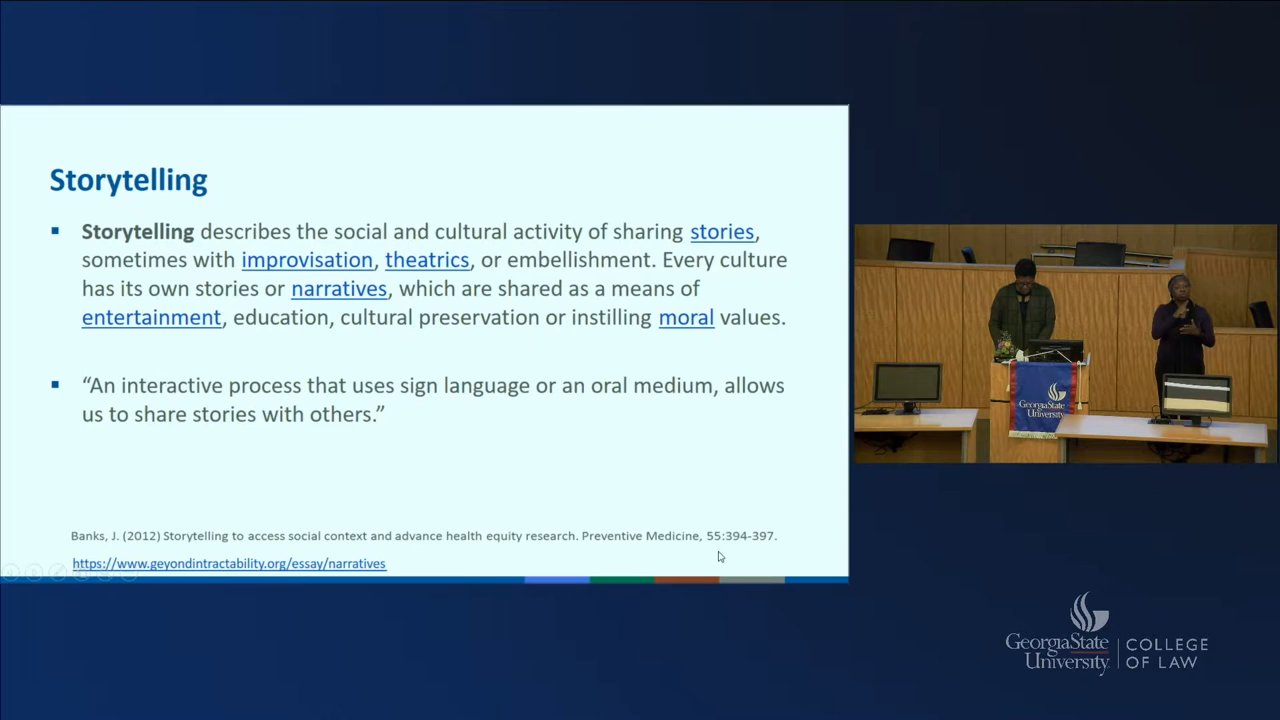 Storytelling
▪ Storytelling describes the social and cultural activity of sharing stories,
sometimes with improvisation, theatrics, or embellishment. Every culture
has its own stories or narratives, which are shared as a means of
entertainment, education, cultural preservation or instilling moral values.
▪ “An interactive process that uses sign language or an oral medium, allows
us to share stories with others.”
Banks, J. (2012) Storytelling to access social context and advance health equity research. Preventive Medicine, 55:394-397.
https://www.geyondintractability.org/essay/narratives
GeorgiaState
University
GeorgiaState
University
COLLEGE
OF LAW